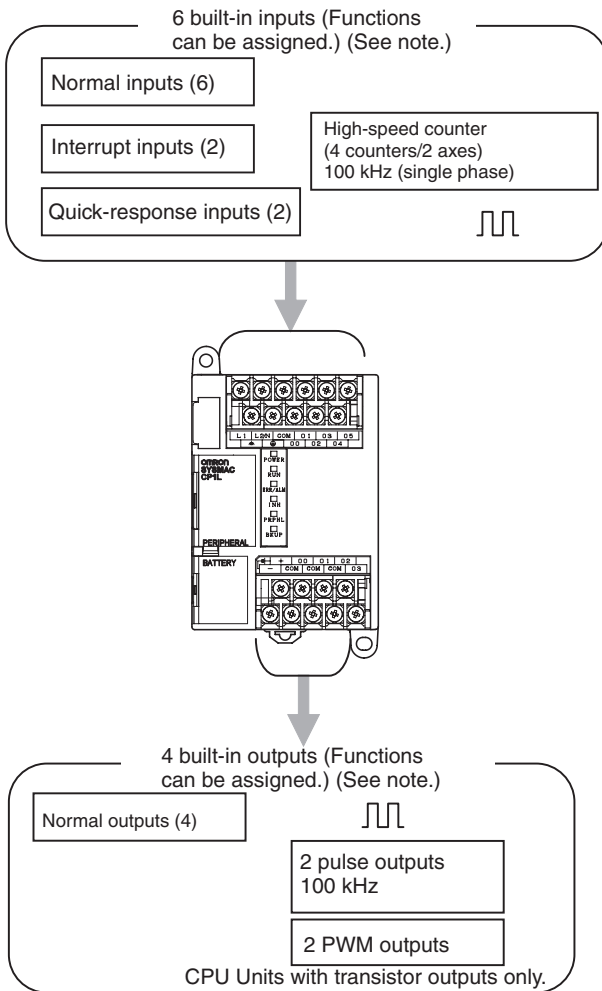 6 built-in inputs (Functions
can be assigned.) (See note.)
Normal inputs (6)
Interrupt inputs (2)
Quick-response inputs (2)
High-speed counter
(4 counters/2 axes)
100 kHz (single phase)
L1 L2/N COM 01 03 05
00 02 04
POWER
RUN
ERR/ALM
INH
PRPHL
BKUP
OMRON
SYSMAC
CP1L
PERIPHERAL
BATTERY
+ 00 01 02
- COM COM COM 03
4 built-in outputs (Functions
can be assigned.) (See note.)
Normal outputs (4)
2 pulse outputs
100 kHz
2 PWM outputs
CPU Units with transistor outputs only.